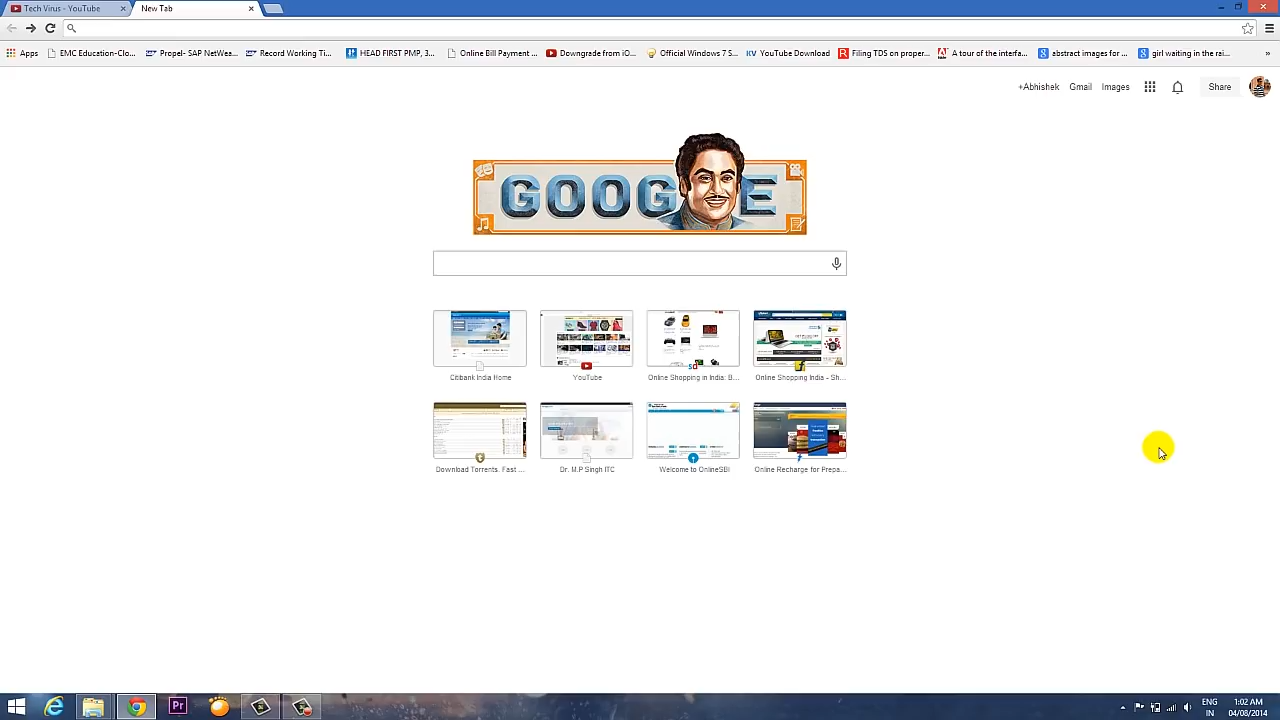 Tech Virus - YouTube
New Tab
Apps
EMC Education-Clo...
Propel- SAP NetWea...
Record Working Ti...
HEAD FIRST PMP, 3...
Online Bill Payment ...
Downgrade from iO...
Official Windows 7 S...
YouTube Download
Filing TDS on proper...
A tour of the interfa...
abstract images for ...
girl waiting in the rai...
»
+Abhishek
Gmail
Images
Share
GOOG E
Citibank India Home
YouTube
Online Shopping in India: B...
Online Shopping India - Sh...
Download Torrents. Fast ...
Dr. M.P Singh ITC
Welcome to OnlineSBI
Online Recharge for Prepa...
Pr
ENG
IN
1:02 AM
04/08/2014